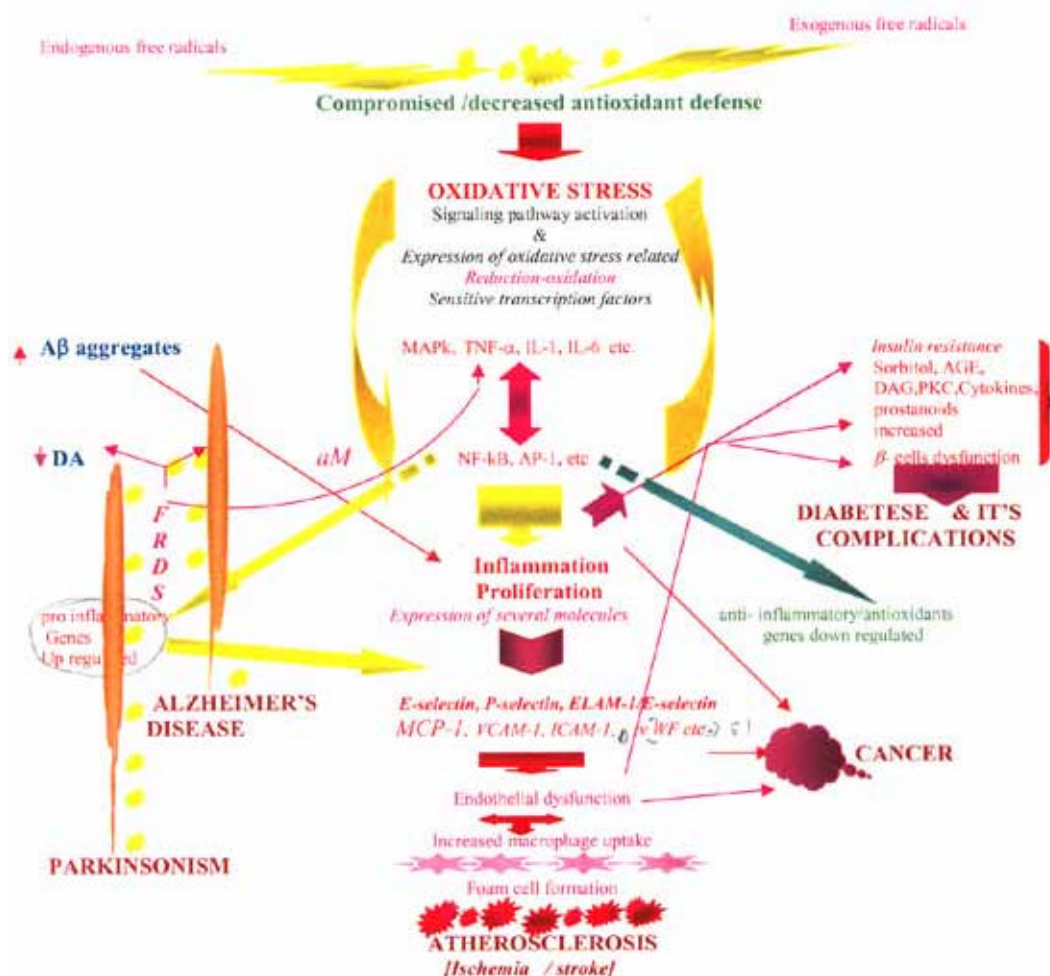 Endogenous free radicals
Exogenous free radicals
Compromised /decreased antioxidant defense
OXIDATIVE STRESS
Signaling pathway activation
&
Expression of oxidative stress related
Reduction-oxidation
Sensitive transcription factors
MAPk, TNF-α, IL-1, IL-6 etc.
NF-kB, AP-1, etc
Aβ aggregates
DA
aM
FRDS
pro inflammatory
Genes
Up regulated
ALZHEIMER'S
DISEASE
PARKINSONISM
Inflammation
Proliferation
Expression of several molecules
E-selectin, P-selectin, ELAM-1/E-selectin
MCP-1, VCAM-1, ICAM-1, vWF etc
Endothelial dysfunction
Increased macrophage uptake
Foam cell formation
ATHEROSCLEROSIS
[Ischemia / stroke]
Insulin resistance
Sorbitol, AGE,
DAG,PKC,Cytokines,
prostanoids
increased
β- cells dysfunction
DIABETESE & IT'S
COMPLICATIONS
anti- inflammatory/antioxidants
genes down regulated
CANCER